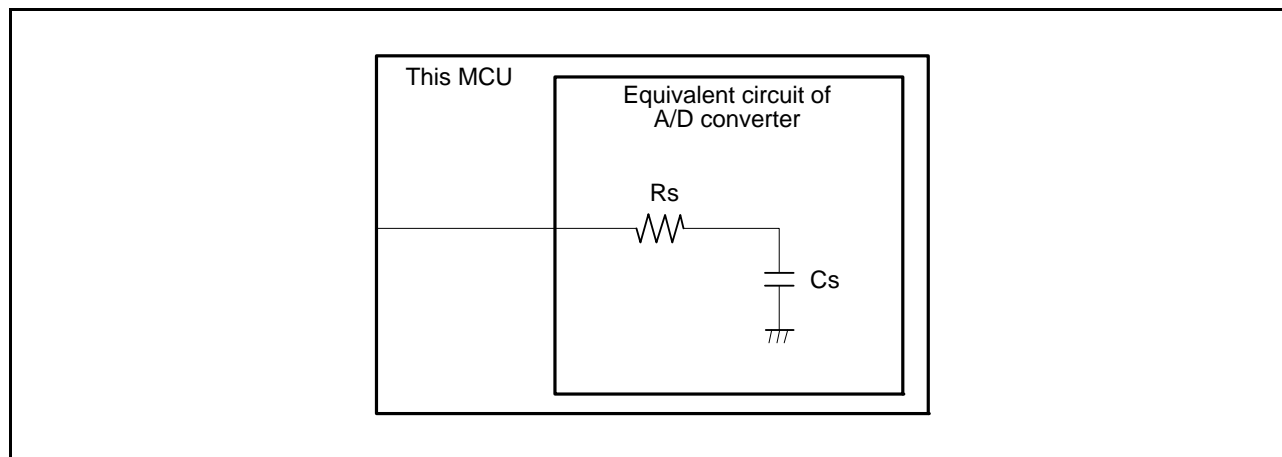 This MCU
Equivalent circuit of
A/D converter
Rs
Cs